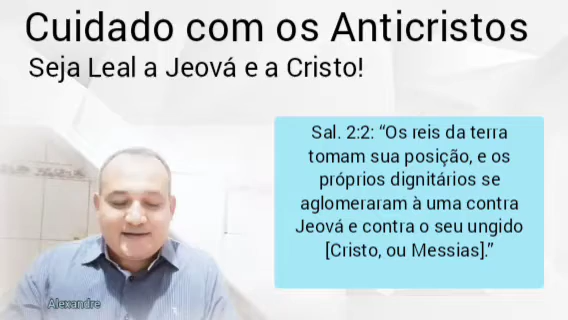 Cuidado com os Anticristos
Seja Leal a Jeová e a Cristo!
Sal. 2:2: “Os reis da terra
tomam sua posição, e os
próprios dignitários se
aglomeraram à uma contra
Jeová e contra o seu ungido
[Cristo, ou Messias].”
Alexandre